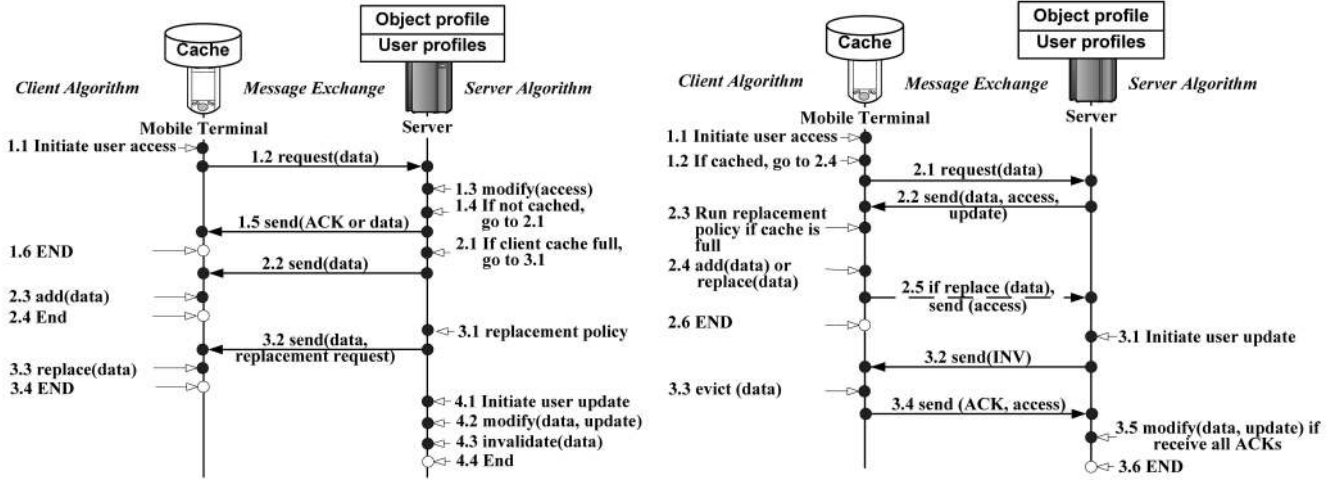 Object profile
User profiles
Cache
Client Algorithm
Message Exchange
Server Algorithm
Mobile Terminal
Server
1.1 Initiate user access
1.2 request(data)
1.3 modify(access)
1.4 If not cached,
go to 2.1
1.5 send(ACK or data)
1.6 END
2.1 If client cache full,
go to 3.1
2.2 send(data)
2.3 add(data)
2.4 End
3.1 replacement policy
3.2 send(data,
replacement request)
3.3 replace(data)
3.4 END
4.1 Initiate user update
4.2 modify(data, update)
4.3 invalidate(data)
4.4 End
Object profile
User profiles
Cache
Client Algorithm
Message Exchange
Server Algorithm
Mobile Terminal
Server
1.1 Initiate user access
1.2 If cached, go to 2.4
2.1 request(data)
2.2 send(data, access,
update)
2.3 Run replacement
policy if cache is
full
2.4 add(data) or
replace(data)
2.5 if replace (data),
send (access)
2.6 END
3.1 Initiate user update
3.2 send(INV)
3.3 evict (data)
3.4 send (ACK, access)
3.5 modify(data, update) if
receive all ACKs
3.6 END